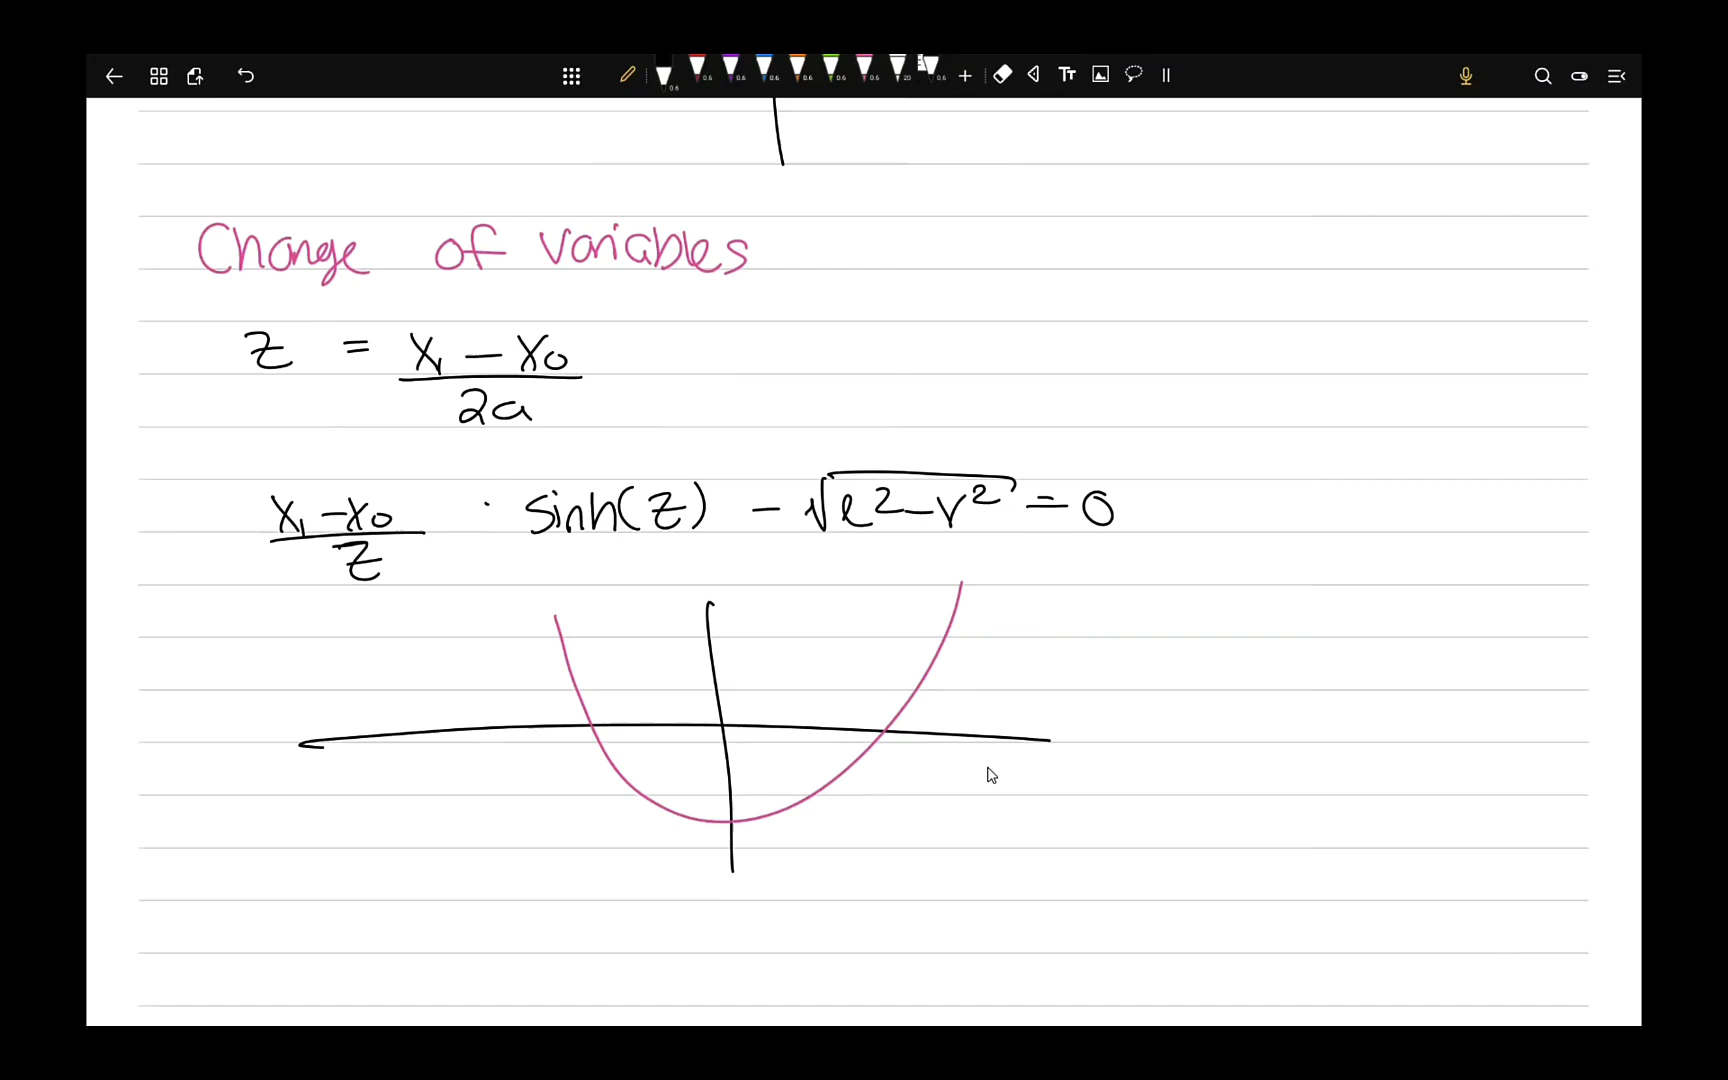 Change of variables
z = x₁ - x₀ / 2a
x₁ - x₀ / z · sinh(z) - √(l² - v²) = 0